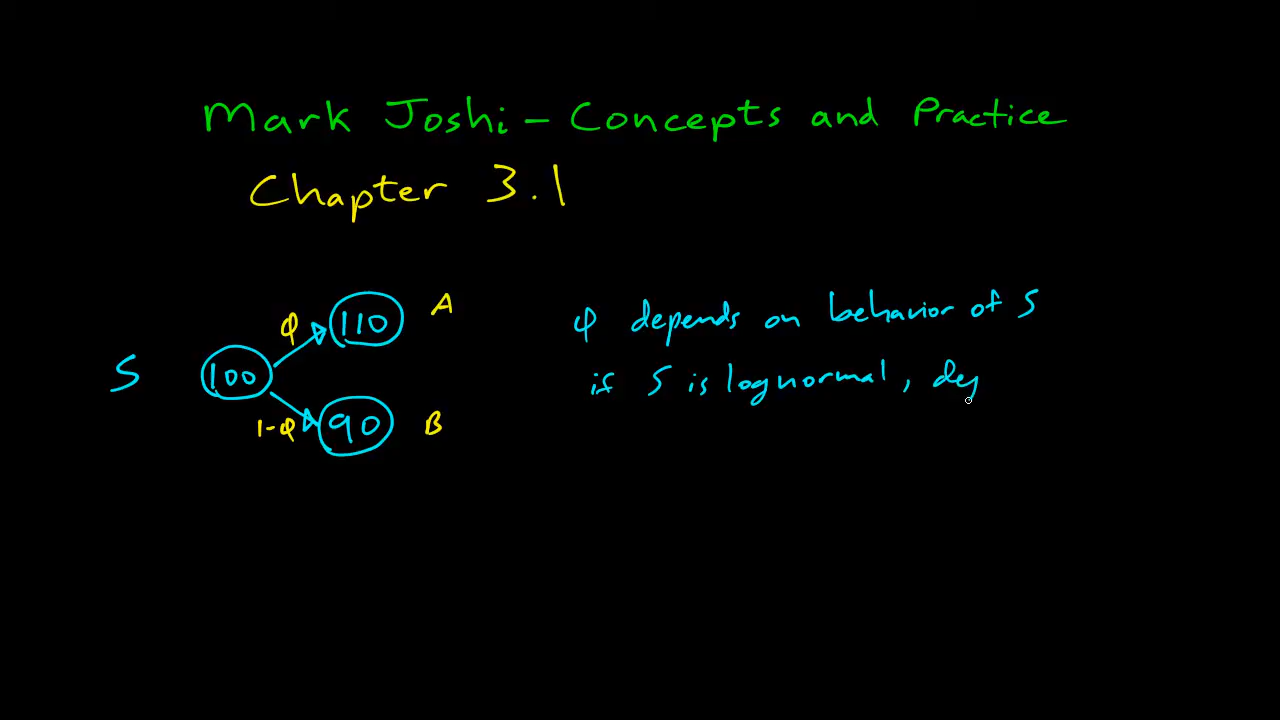 Mark Joshi - Concepts and Practice
Chapter 3.1
110 A
φ
S 100
1-φ 90 B
φ depends on behavior of S
if S is lognormal, dep